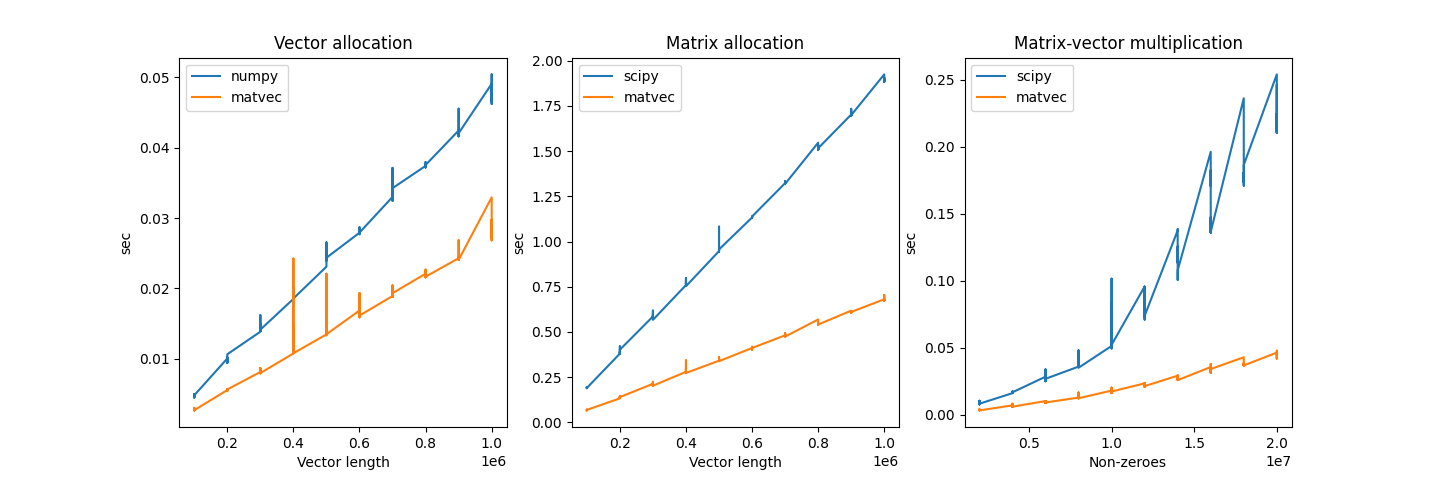 Vector allocation
numpy
matvec
0.05
0.04
0.03
0.02
0.01
sec
0.2 0.4 0.6 0.8 1.0
1e6
Vector length
Matrix allocation
scipy
matvec
2.00
1.75
1.50
1.25
1.00
0.75
0.50
0.25
0.00
sec
0.2 0.4 0.6 0.8 1.0
1e6
Vector length
Matrix-vector multiplication
scipy
matvec
0.25
0.20
0.15
0.10
0.05
0.00
sec
0.5 1.0 1.5 2.0
1e7
Non-zeroes